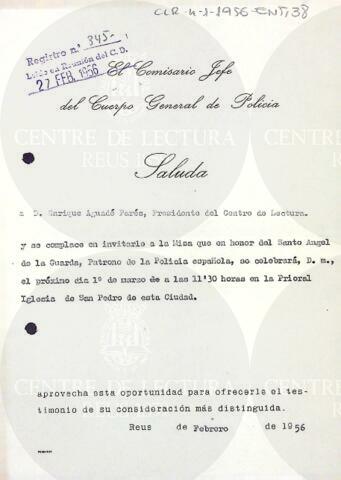 CLR-4-1-1956-ENT,38
Registro n.º 345-
Leído en Reunión del C. D.
27 FEB. 1956
El Comisario Jefe
del Cuerpo General de Policía
CENTRE DE LECTURA
REUS
Saluda
a D. Enrique Aguadé Parés, Presidente del Centro de Lectura.
y se complace en invitarle a la Misa que en honor del Santo Angel
de la Guarda, Patrono de la Policía española, se celebrará, D. m.,
el próximo día 1º de marzo de a las 11'30 horas en la Prioral
Iglesia de San Pedro de esta Ciudad.
CENTRE DE LECTURA
aprovecha esta oportunidad para ofrecerle el tes-
timonio de su consideración más distinguida.
Reus de Febrero de 1956